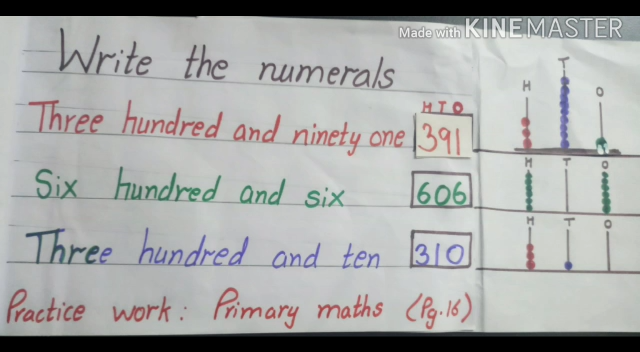 Made with KINEMASTER
Write the numerals
H T O
Three hundred and ninety one 391
H T O
Six hundred and six 606
H T O
Three hundred and ten 310
H T O
Practice work: Primary maths (Pg.16)